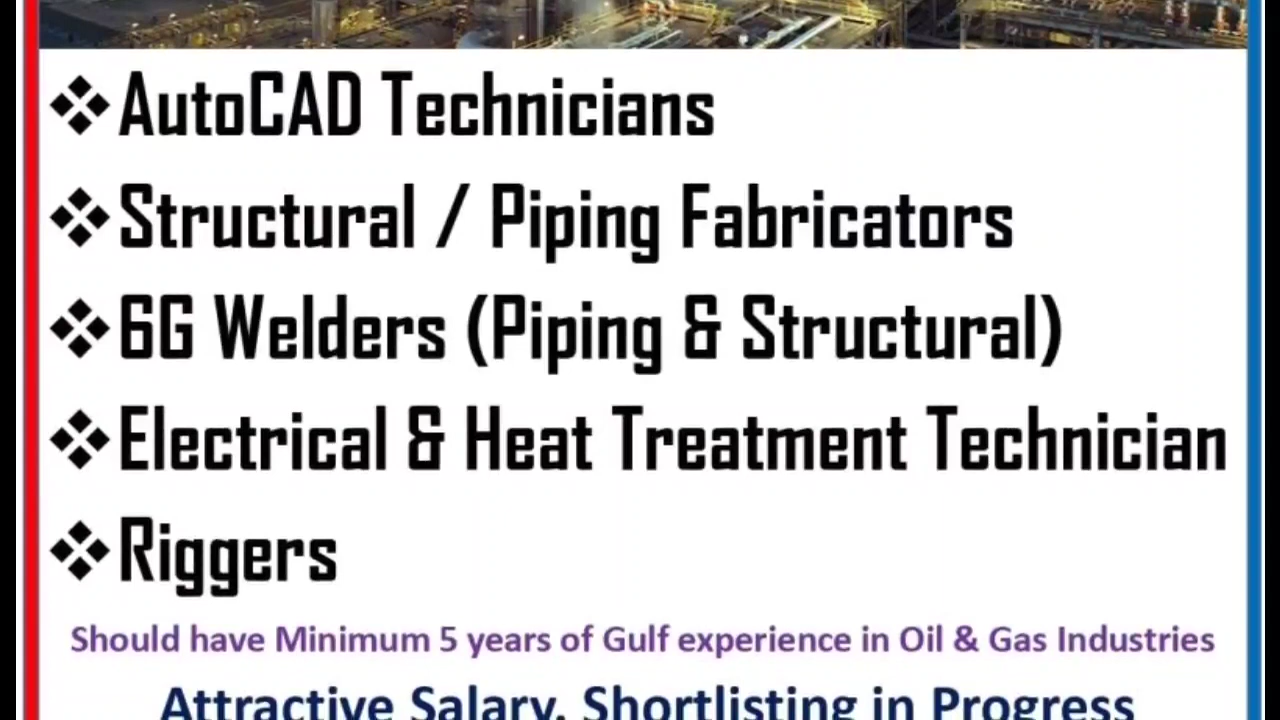 AutoCAD Technicians
Structural / Piping Fabricators
6G Welders (Piping & Structural)
Electrical & Heat Treatment Technician
Riggers
Should have Minimum 5 years of Gulf experience in Oil & Gas Industries
Attractive Salary, Shortlisting in Progress